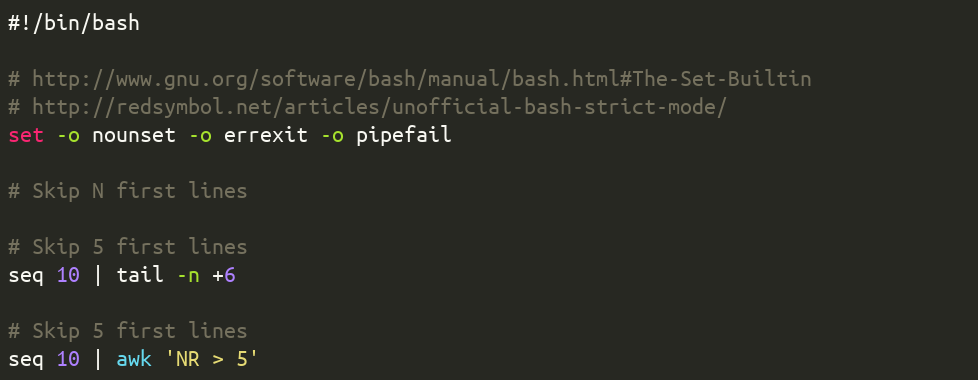 #!/bin/bash

# http://www.gnu.org/software/bash/manual/bash.html#The-Set-Builtin
# http://redsymbol.net/articles/unofficial-bash-strict-mode/
set -o nounset -o errexit -o pipefail

# Skip N first lines

# Skip 5 first lines
seq 10 | tail -n +6

# Skip 5 first lines
seq 10 | awk 'NR > 5'